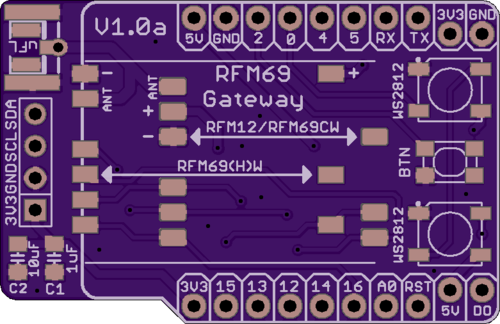 V1.0a
uFL
5V GND 2 0 4 5 RX TX 3V3 GND
RFM69
Gateway
- ANT
ANT + -
+
RFM12/RFM69CW
RFM69(H)W
WS2812
BTN
WS2812
3V3GNDSCLSDA
10uF
1uF
C2 C1
3V3 15 13 12 14 16 A0 RST 5V DO